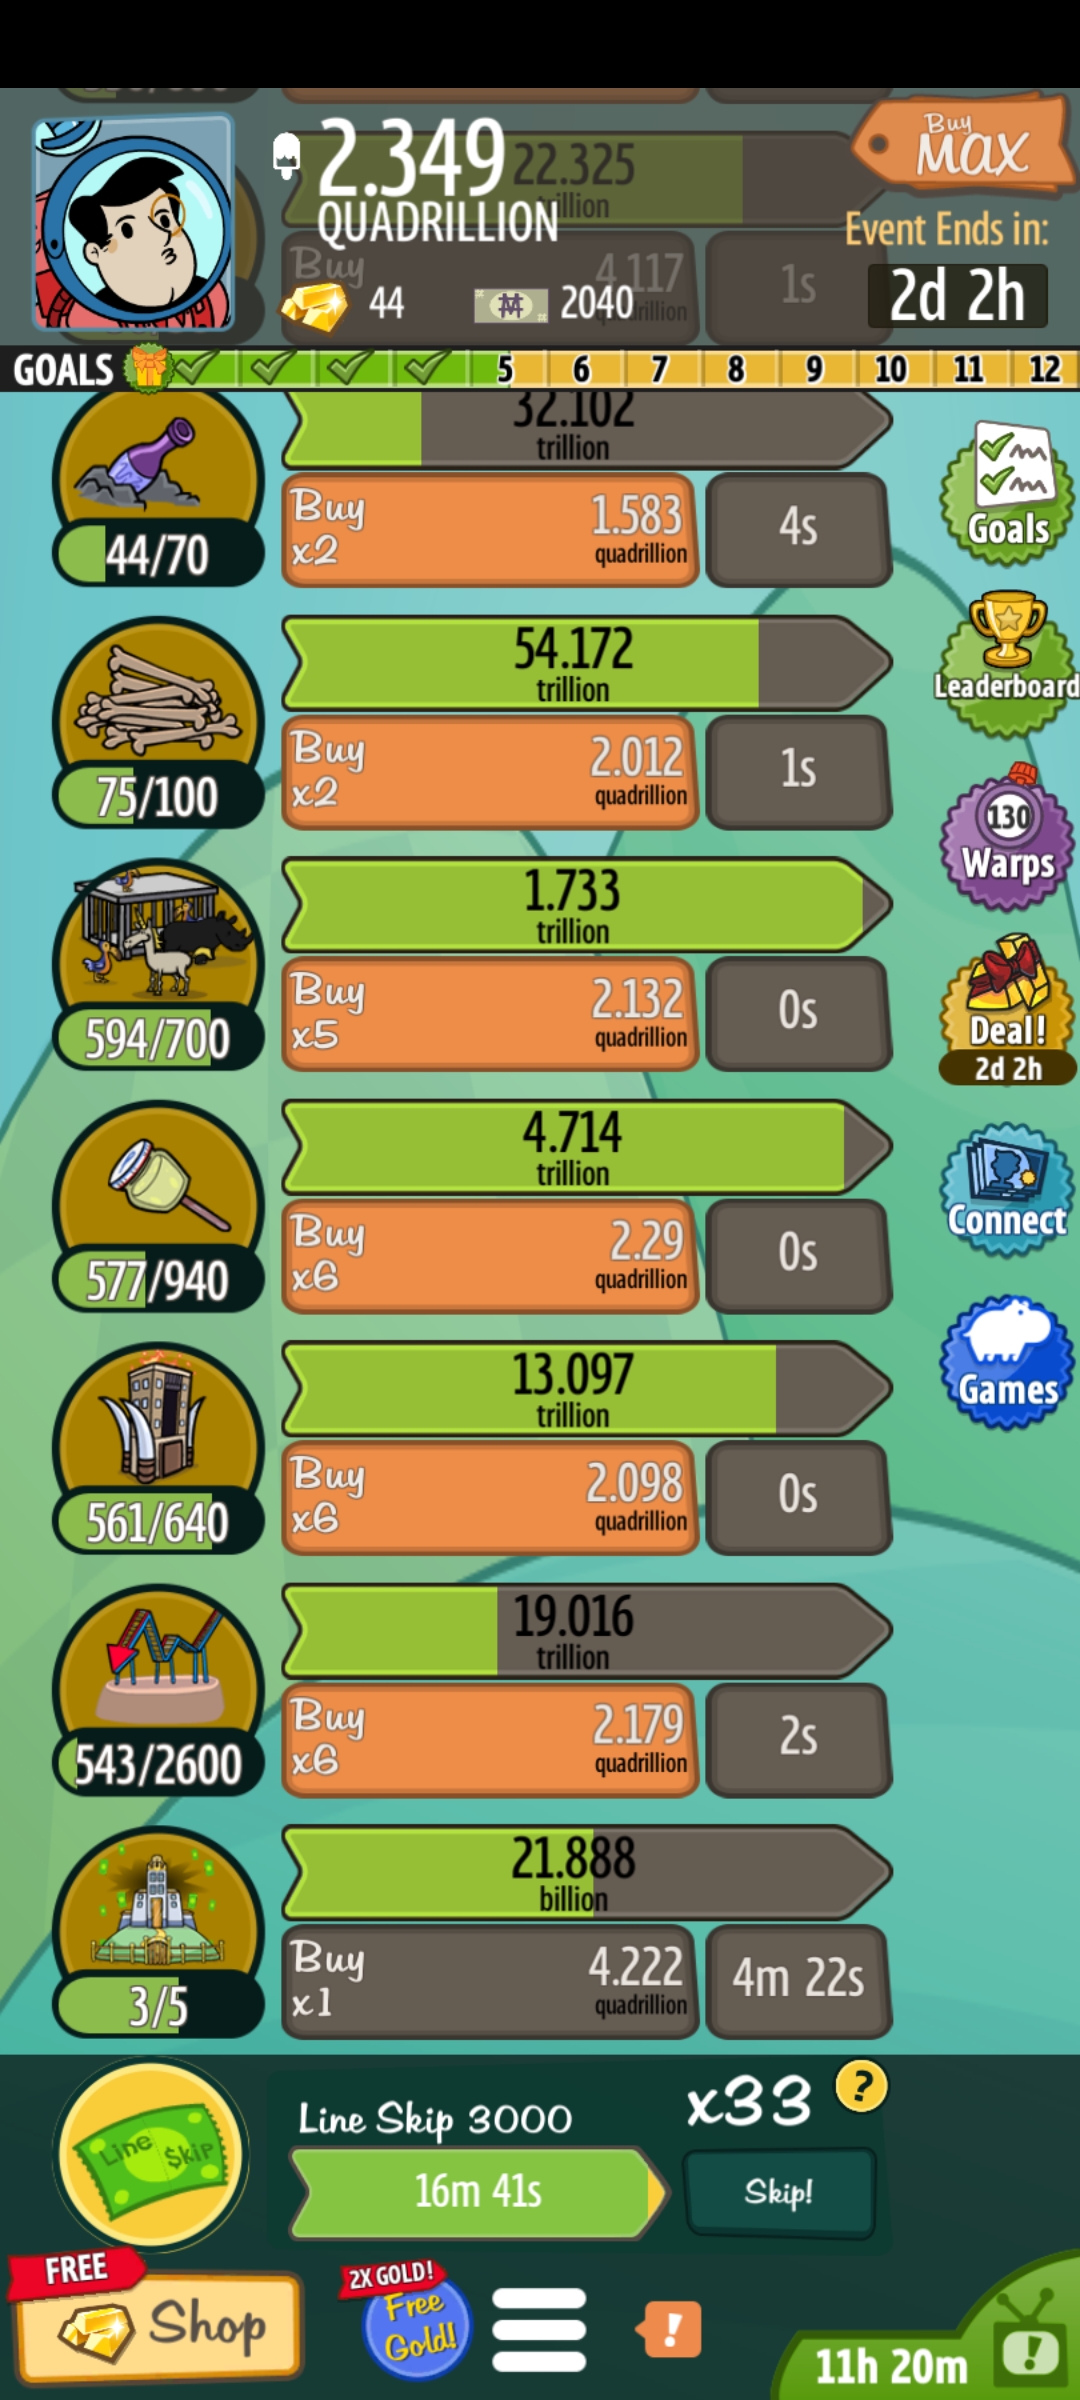 2.349
QUADRILLION
22.325
trillion
Buy
MAX
Event Ends in:
2d 2h
Buy
4.117
1s
44
2040
GOALS
5 6 7 8 9 10 11 12
32.102
trillion
44/70
Buy
x2
1.583
quadrillion
4s
Goals
54.172
trillion
75/100
Buy
x2
2.012
quadrillion
1s
Leaderboard
1.733
trillion
594/700
Buy
x5
2.132
quadrillion
0s
130
Warps
Deal!
2d 2h
4.714
trillion
577/940
Buy
x6
2.29
quadrillion
0s
Connect
13.097
trillion
561/640
Buy
x6
2.098
quadrillion
0s
Games
19.016
trillion
543/2600
Buy
x6
2.179
quadrillion
2s
21.888
billion
3/5
Buy
x1
4.222
quadrillion
4m 22s
Line $kip
Line Skip 3000
x33
?
16m 41s
Skip!
FREE
Shop
2X GOLD!
Free
Gold!
!
11h 20m
!